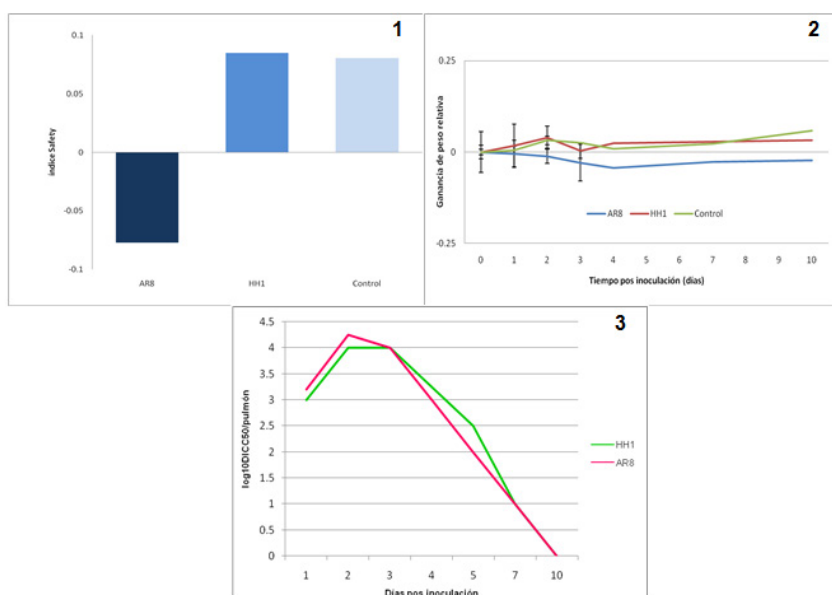 1
0.1
0.05
0
-0.05
-0.1
indice Safety
AR8 HH1 Control
2
0.25
0
-0.25
Ganancia de peso relativa
AR8 HH1 Control
0 1 2 3 4 5 6 7 8 9 10
Tiempo pos inoculación (días)
3
4.5
4
3.5
3
2.5
2
1.5
1
0.5
0
log10DICC50/pulmón
HH1
AR8
1 2 3 4 5 7 10
Días pos inoculación